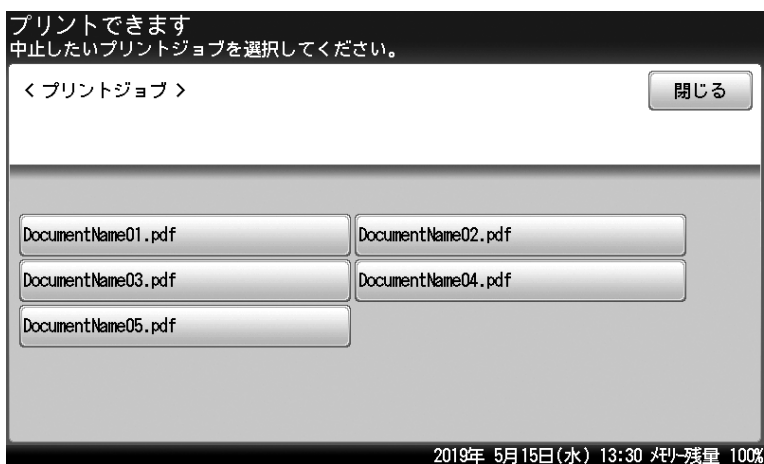 プリントできます
中止したいプリントジョブを選択してください。
< プリントジョブ >
閉じる
DocumentName01.pdf
DocumentName02.pdf
DocumentName03.pdf
DocumentName04.pdf
DocumentName05.pdf
2019年 5月15日(水) 13:30 ﾒﾓﾘｰ残量 100%